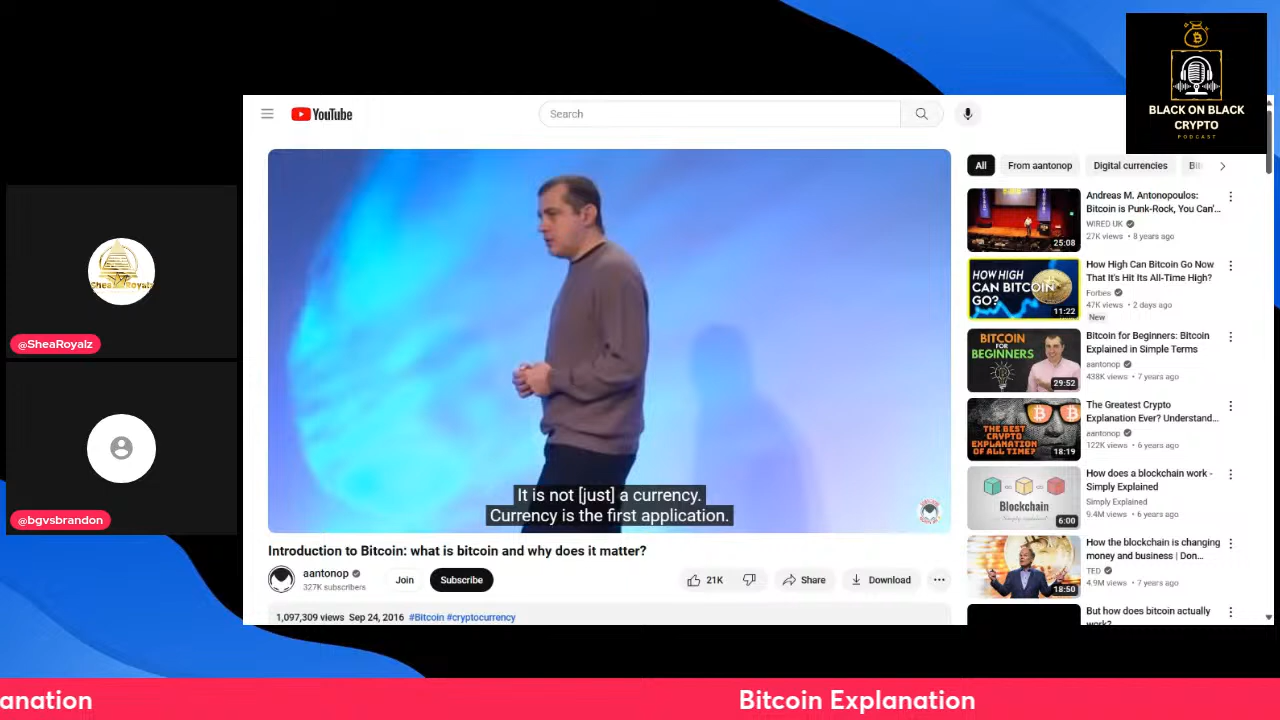 BLACK ON BLACK
CRYPTO
PODCAST
YouTube
Search
All
From aantonop
Digital currencies
Andreas M. Antonopoulos:
Bitcoin is Punk-Rock, You Can'...
WIRED UK
27K views • 8 years ago
25:08
HOW HIGH
CAN BITCOIN
GO?
11:22
How High Can Bitcoin Go Now
That It's Hit Its All-Time High?
Forbes
47K views • 2 days ago
New
BITCOIN
FOR
BEGINNERS
29:52
Bitcoin for Beginners: Bitcoin
Explained in Simple Terms
aantonop
438K views • 7 years ago
THE BEST
CRYPTO
EXPLANATION
OF ALL TIME?
18:19
The Greatest Crypto
Explanation Ever? Understand...
aantonop
122K views • 6 years ago
Blockchain
Simply explained
6:00
How does a blockchain work -
Simply Explained
Simply Explained
9.4M views • 6 years ago
18:50
How the blockchain is changing
money and business | Don...
TED
4.9M views • 7 years ago
But how does bitcoin actually
work?
SheaRoyalz
@SheaRoyalz
@bgvsbrandon
It is not [just] a currency.
Currency is the first application.
Introduction to Bitcoin: what is bitcoin and why does it matter?
aantonop
327K subscribers
Join
Subscribe
21K
Share
Download
1,097,309 views Sep 24, 2016 #Bitcoin #cryptocurrency
anation
Bitcoin Explanation